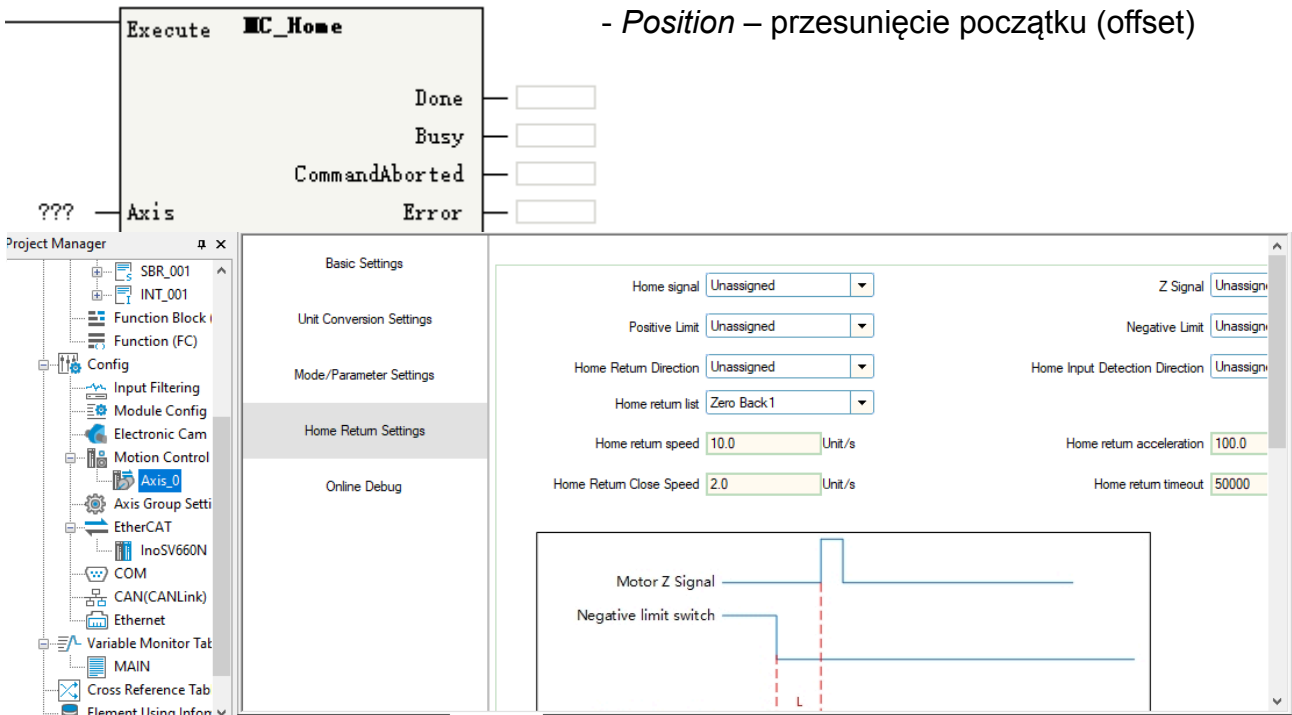 Execute MC_Home
- Position – przesunięcie początku (offset)
Done
Busy
CommandAborted
??? Axis Error
Project Manager
SBR_001
INT_001
Function Block (
Function (FC)
Config
Input Filtering
Module Config
Electronic Cam
Motion Control
Axis_0
Axis Group Setti
EtherCAT
InoSV660N
COM
CAN(CANLink)
Ethernet
Variable Monitor Tab
MAIN
Cross Reference Tab
Element Using Inform
Basic Settings
Unit Conversion Settings
Mode/Parameter Settings
Home Return Settings
Online Debug
Home signal Unassigned Z Signal Unassign
Positive Limit Unassigned Negative Limit Unassign
Home Return Direction Unassigned Home Input Detection Direction Unassign
Home return list Zero Back1
Home return speed 10.0 Unit/s Home return acceleration 100.0
Home Return Close Speed 2.0 Unit/s Home return timeout 50000
Motor Z Signal
Negative limit switch
L